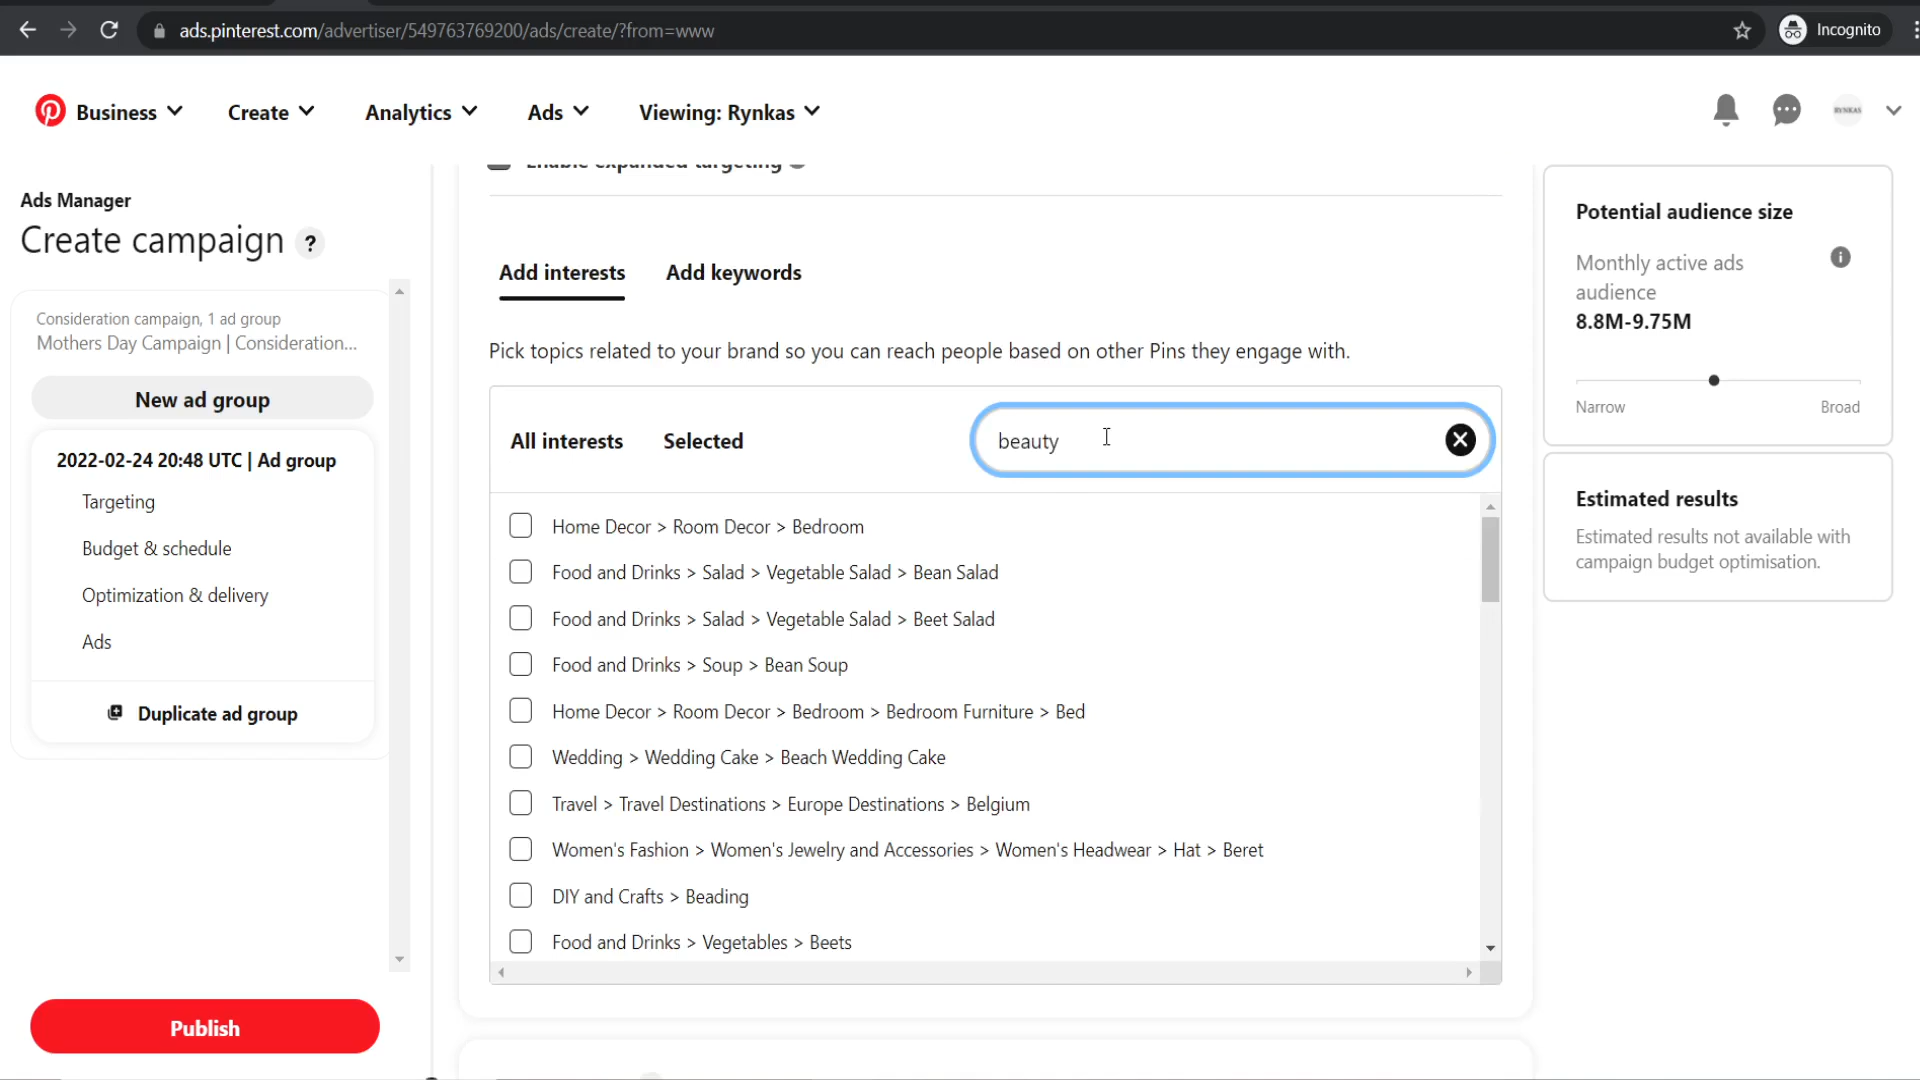 ads.pinterest.com/advertiser/549763769200/ads/create/?from=www
Incognito
Business
Create
Analytics
Ads
Viewing: Rynkas
RYNKAS
Ads Manager
Create campaign ?
Consideration campaign, 1 ad group
Mothers Day Campaign | Consideration...
New ad group
2022-02-24 20:48 UTC | Ad group
Targeting
Budget & schedule
Optimization & delivery
Ads
Duplicate ad group
Publish
Enable expanded targeting
Add interests
Add keywords
Pick topics related to your brand so you can reach people based on other Pins they engage with.
All interests
Selected
beauty
Home Decor > Room Decor > Bedroom
Food and Drinks > Salad > Vegetable Salad > Bean Salad
Food and Drinks > Salad > Vegetable Salad > Beet Salad
Food and Drinks > Soup > Bean Soup
Home Decor > Room Decor > Bedroom > Bedroom Furniture > Bed
Wedding > Wedding Cake > Beach Wedding Cake
Travel > Travel Destinations > Europe Destinations > Belgium
Women's Fashion > Women's Jewelry and Accessories > Women's Headwear > Hat > Beret
DIY and Crafts > Beading
Food and Drinks > Vegetables > Beets
Potential audience size
Monthly active ads
audience
8.8M-9.75M
Narrow
Broad
Estimated results
Estimated results not available with
campaign budget optimisation.